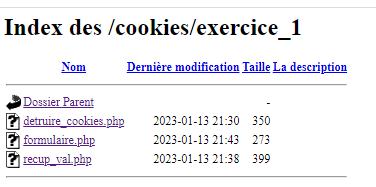 Index des /cookies/exercice_1
Nom Dernière modification Taille La description
Dossier Parent -
detruire_cookies.php 2023-01-13 21:30 350
formulaire.php 2023-01-13 21:43 273
recup_val.php 2023-01-13 21:38 399